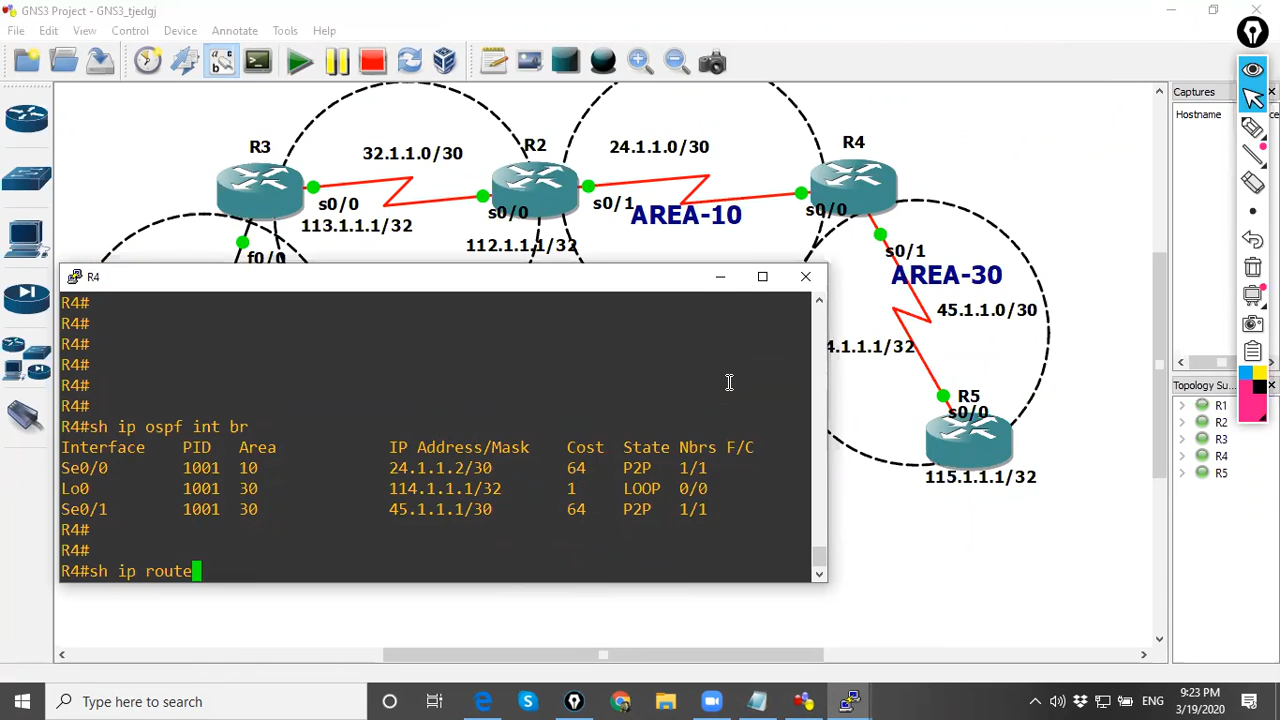 GNS3 Project - GNS3_tjedgj
File Edit View Control Device Annotate Tools Help
Captures
Hostname
R3
32.1.1.0/30
R2
24.1.1.0/30
R4
s0/0
s0/0
s0/1
AREA-10
s0/0
113.1.1.1/32
112.1.1.1/32
f0/0
s0/1
AREA-30
45.1.1.0/30
4.1.1.1/32
R5
s0/0
115.1.1.1/32
Topology Su...
R1
R2
R3
R4
R5
R4
R4#
R4#
R4#
R4#
R4#
R4#
R4#sh ip ospf int br
Interface PID Area IP Address/Mask Cost State Nbrs F/C
Se0/0 1001 10 24.1.1.2/30 64 P2P 1/1
Lo0 1001 30 114.1.1.1/32 1 LOOP 0/0
Se0/1 1001 30 45.1.1.1/30 64 P2P 1/1
R4#
R4#
R4#sh ip route
Type here to search
ENG
9:23 PM
3/19/2020